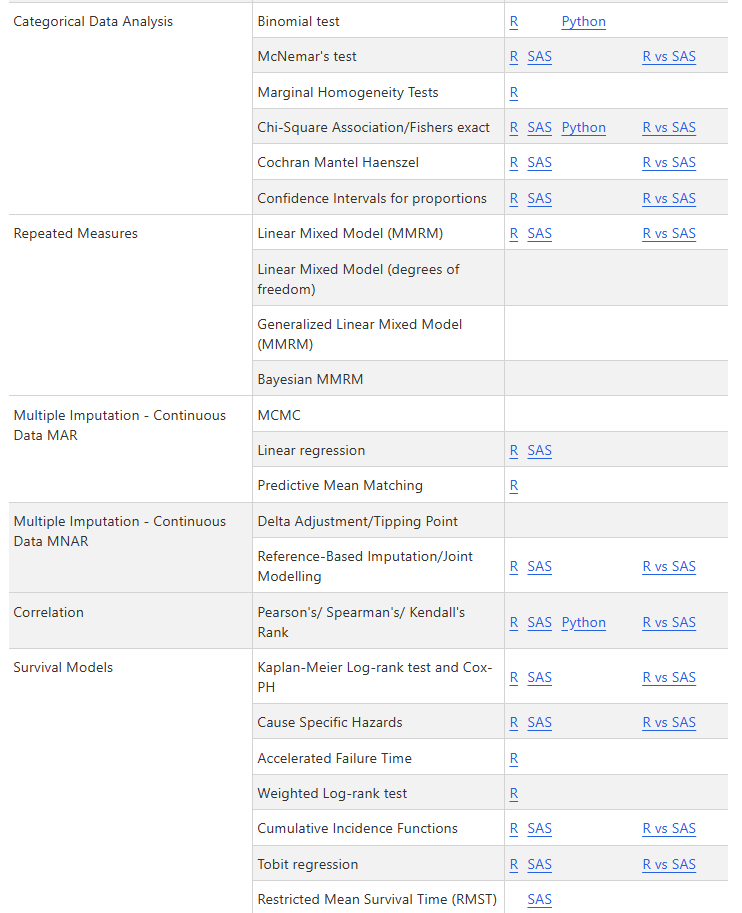 Categorical Data Analysis Binomial test R Python
McNemar's test R SAS R vs SAS
Marginal Homogeneity Tests R
Chi-Square Association/Fishers exact R SAS Python R vs SAS
Cochran Mantel Haenszel R SAS R vs SAS
Confidence Intervals for proportions R SAS R vs SAS
Repeated Measures Linear Mixed Model (MMRM) R SAS R vs SAS
Linear Mixed Model (degrees of
freedom)
Generalized Linear Mixed Model
(MMRM)
Bayesian MMRM
Multiple Imputation - Continuous
Data MAR
MCMC
Linear regression R SAS
Predictive Mean Matching R
Multiple Imputation - Continuous
Data MNAR
Delta Adjustment/Tipping Point
Reference-Based Imputation/Joint
Modelling
R SAS R vs SAS
Correlation
Pearson's/ Spearman's/ Kendall's
Rank
R SAS Python R vs SAS
Survival Models
Kaplan-Meier Log-rank test and Cox-
PH
R SAS R vs SAS
Cause Specific Hazards R SAS R vs SAS
Accelerated Failure Time R
Weighted Log-rank test R
Cumulative Incidence Functions R SAS R vs SAS
Tobit regression R SAS R vs SAS
Restricted Mean Survival Time (RMST) SAS